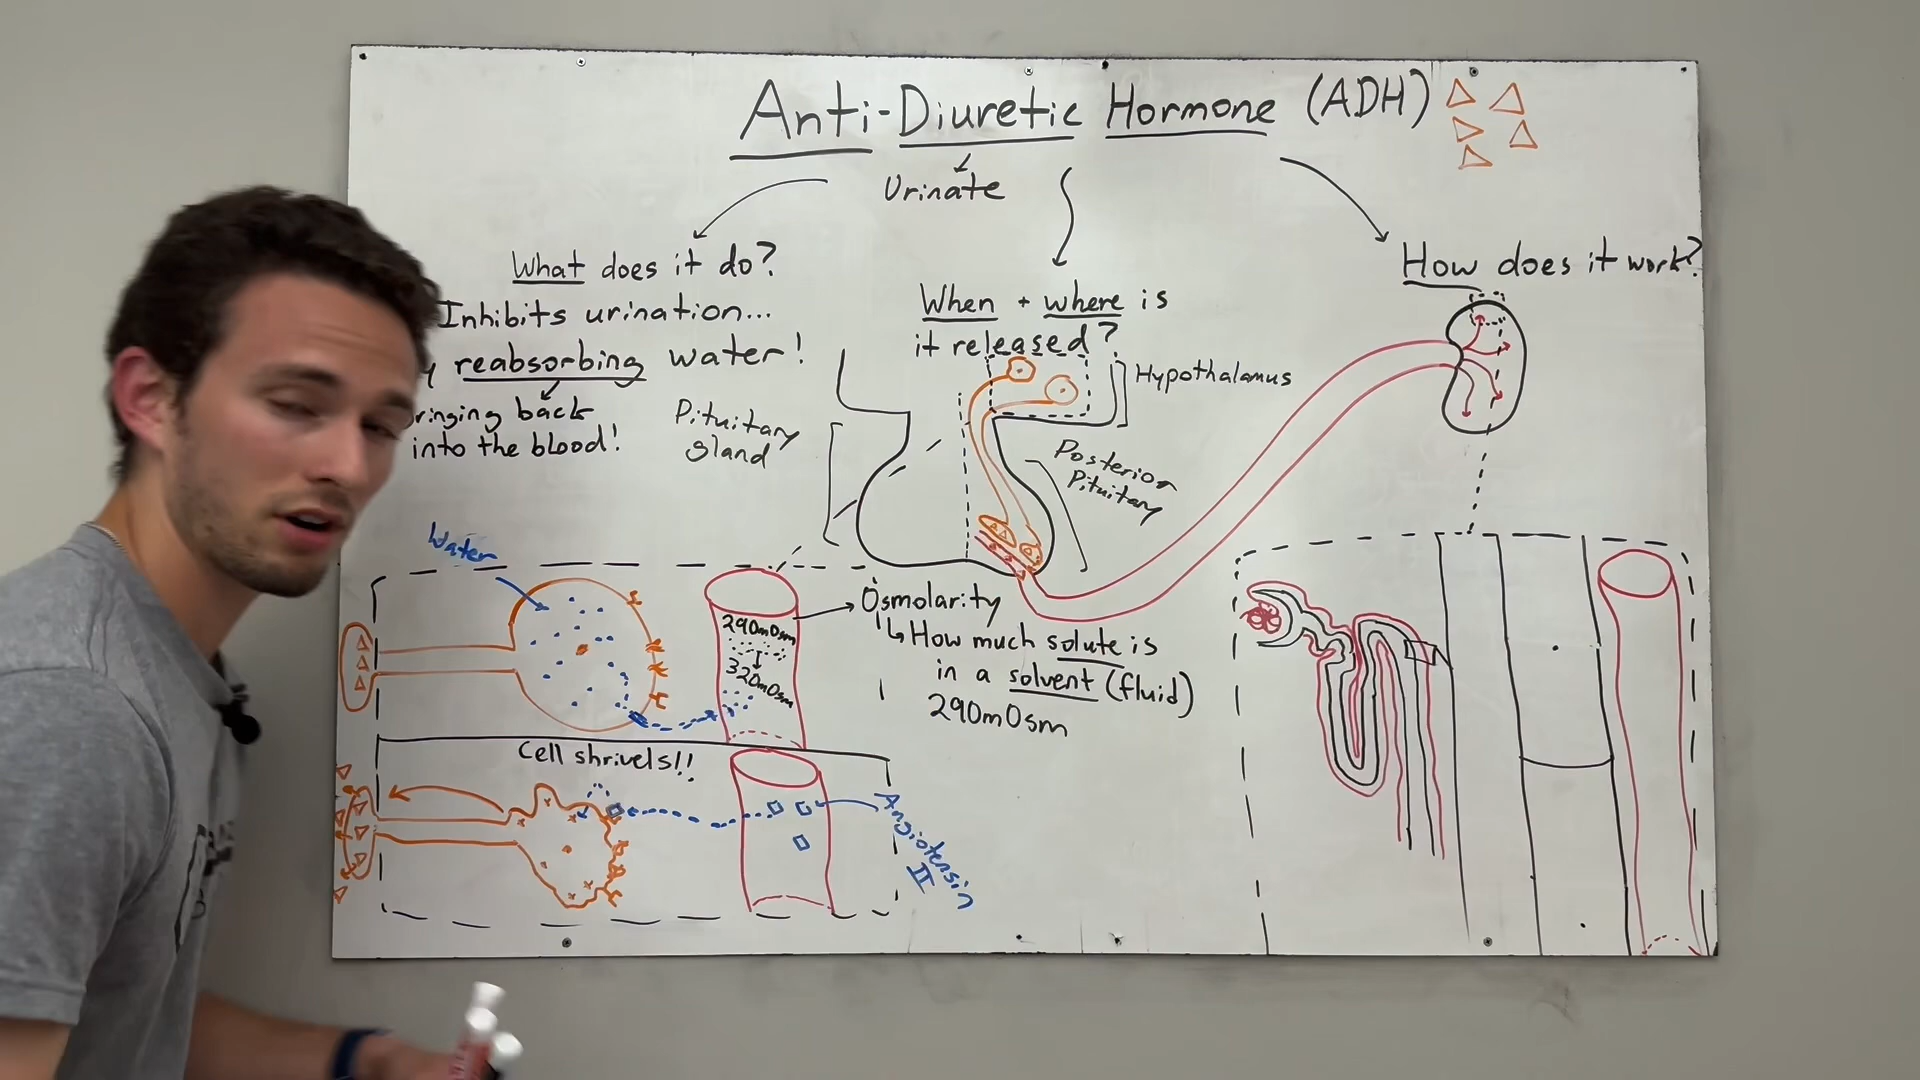 Anti-Diuretic Hormone (ADH)
Urinate
What does it do?
Inhibits urination...
reabsorbing water!
ringing back
into the blood!
When + where is
it released?
Hypothalamus
Pituitary
gland
Posterior
Pituitary
How does it work?
Water
290mOsm
320mOsm
Osmolarity
How much solute is
in a solvent (fluid)
290mOsm
Cell shrivels!!
Angiotensin
II